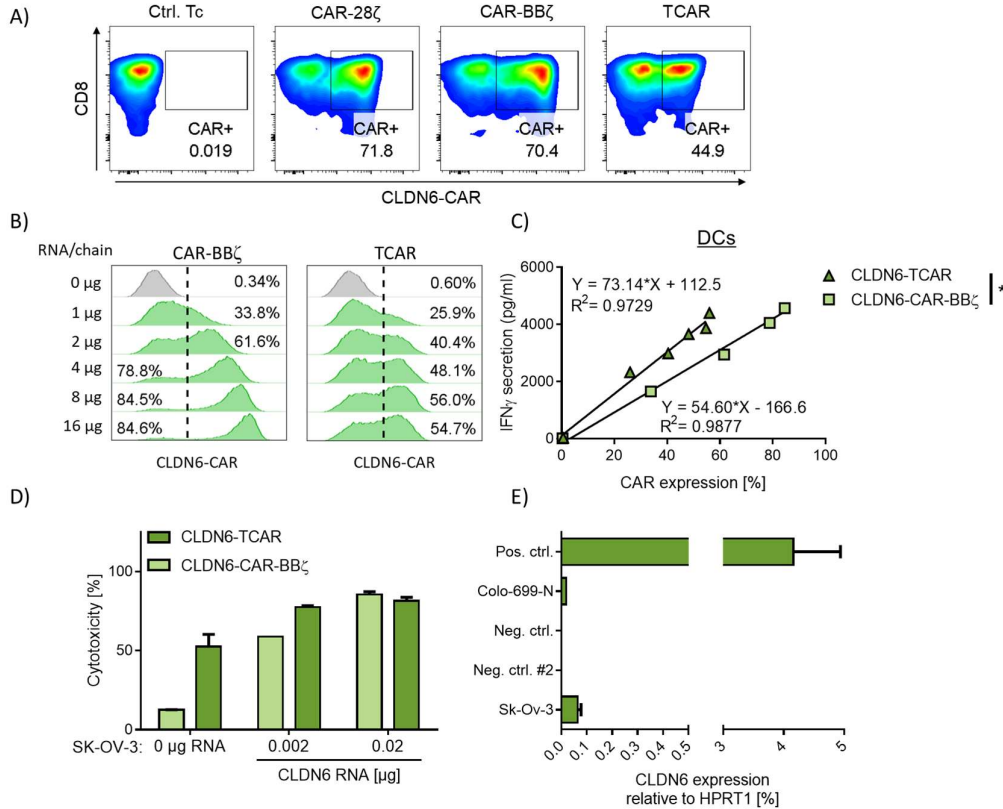 A)
Ctrl. Tc
CAR-28ζ
CAR-BBζ
TCAR
CD8
CAR+
0.019
CAR+
71.8
CAR+
70.4
CAR+
44.9
CLDN6-CAR
B)
RNA/chain
CAR-BBζ
TCAR
0 µg
0.34%
0.60%
1 µg
33.8%
25.9%
2 µg
61.6%
40.4%
4 µg
78.8%
48.1%
8 µg
84.5%
56.0%
16 µg
84.6%
54.7%
CLDN6-CAR
CLDN6-CAR
C)
DCs
IFNγ secretion (pg/ml)
6000
4000
2000
0
Y = 73.14*X + 112.5
R²= 0.9729
Y = 54.60*X - 166.6
R²= 0.9877
CLDN6-TCAR
CLDN6-CAR-BBζ
*
0 20 40 60 80 100
CAR expression [%]
D)
CLDN6-TCAR
CLDN6-CAR-BBζ
Cytotoxicity [%]
100
50
0
SK-OV-3: 0 µg RNA 0.002 0.02
CLDN6 RNA [µg]
E)
Pos. ctrl.
Colo-699-N
Neg. ctrl.
Neg. ctrl. #2
Sk-Ov-3
0.0 0.1 0.2 0.3 0.4 0.5 3 4 5
CLDN6 expression
relative to HPRT1 [%]